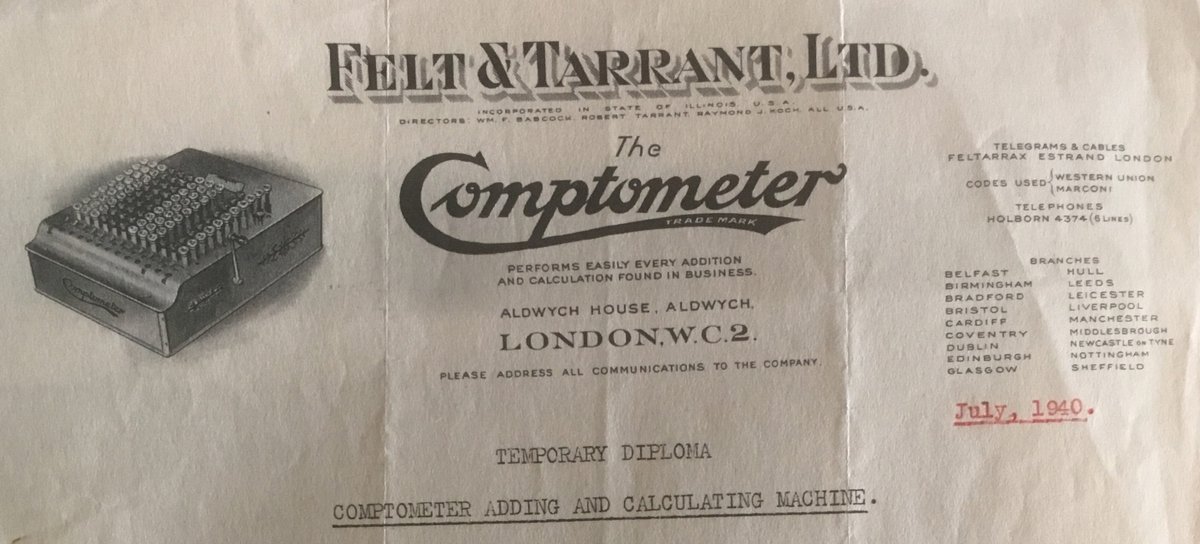 FELT & TARRANT, LTD.
INCORPORATED IN STATE OF ILLINOIS, U.S.A.
DIRECTORS: WM. F. BABCOCK, ROBERT TARRANT, RAYMOND J. KOCH, ALL U.S.A.
The
Comptometer
TRADE MARK
PERFORMS EASILY EVERY ADDITION
AND CALCULATION FOUND IN BUSINESS.
ALDWYCH HOUSE, ALDWYCH,
LONDON, W.C.2.
PLEASE ADDRESS ALL COMMUNICATIONS TO THE COMPANY.
Comptometer
TELEGRAMS & CABLES
FELTARRAX ESTRAND LONDON
CODES USED { WESTERN UNION
MARCONI
TELEPHONES
HOLBORN 4374 (6 LINES)
BRANCHES
BELFAST HULL
BIRMINGHAM LEEDS
BRADFORD LEICESTER
BRISTOL LIVERPOOL
CARDIFF MANCHESTER
COVENTRY MIDDLESBROUGH
DUBLIN NEWCASTLE ON TYNE
EDINBURGH NOTTINGHAM
GLASGOW SHEFFIELD
July, 1940.
TEMPORARY DIPLOMA
COMPTOMETER ADDING AND CALCULATING MACHINE.